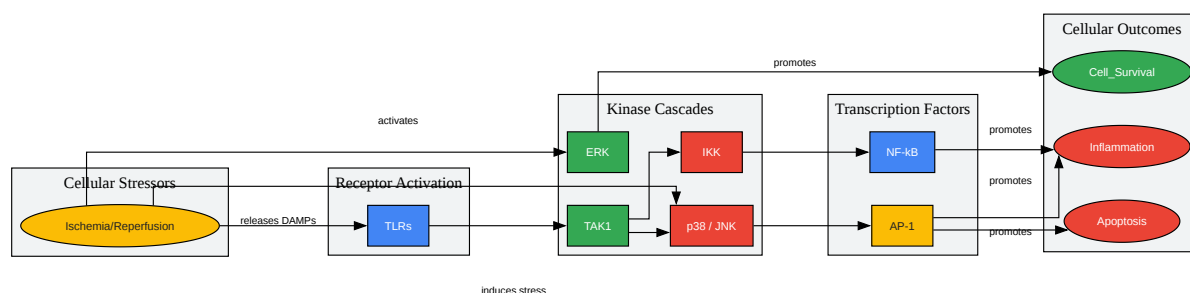 Cellular Outcomes
promotes
Cell_Survival
Kinase Cascades
Transcription Factors
activates
promotes
ERK
IKK
NF-kB
Inflammation
Cellular Stressors
Receptor Activation
promotes
releases DAMPs
Ischemia/Reperfusion
TLRs
TAK1
p38 / JNK
AP-1
promotes
Apoptosis
induces stress